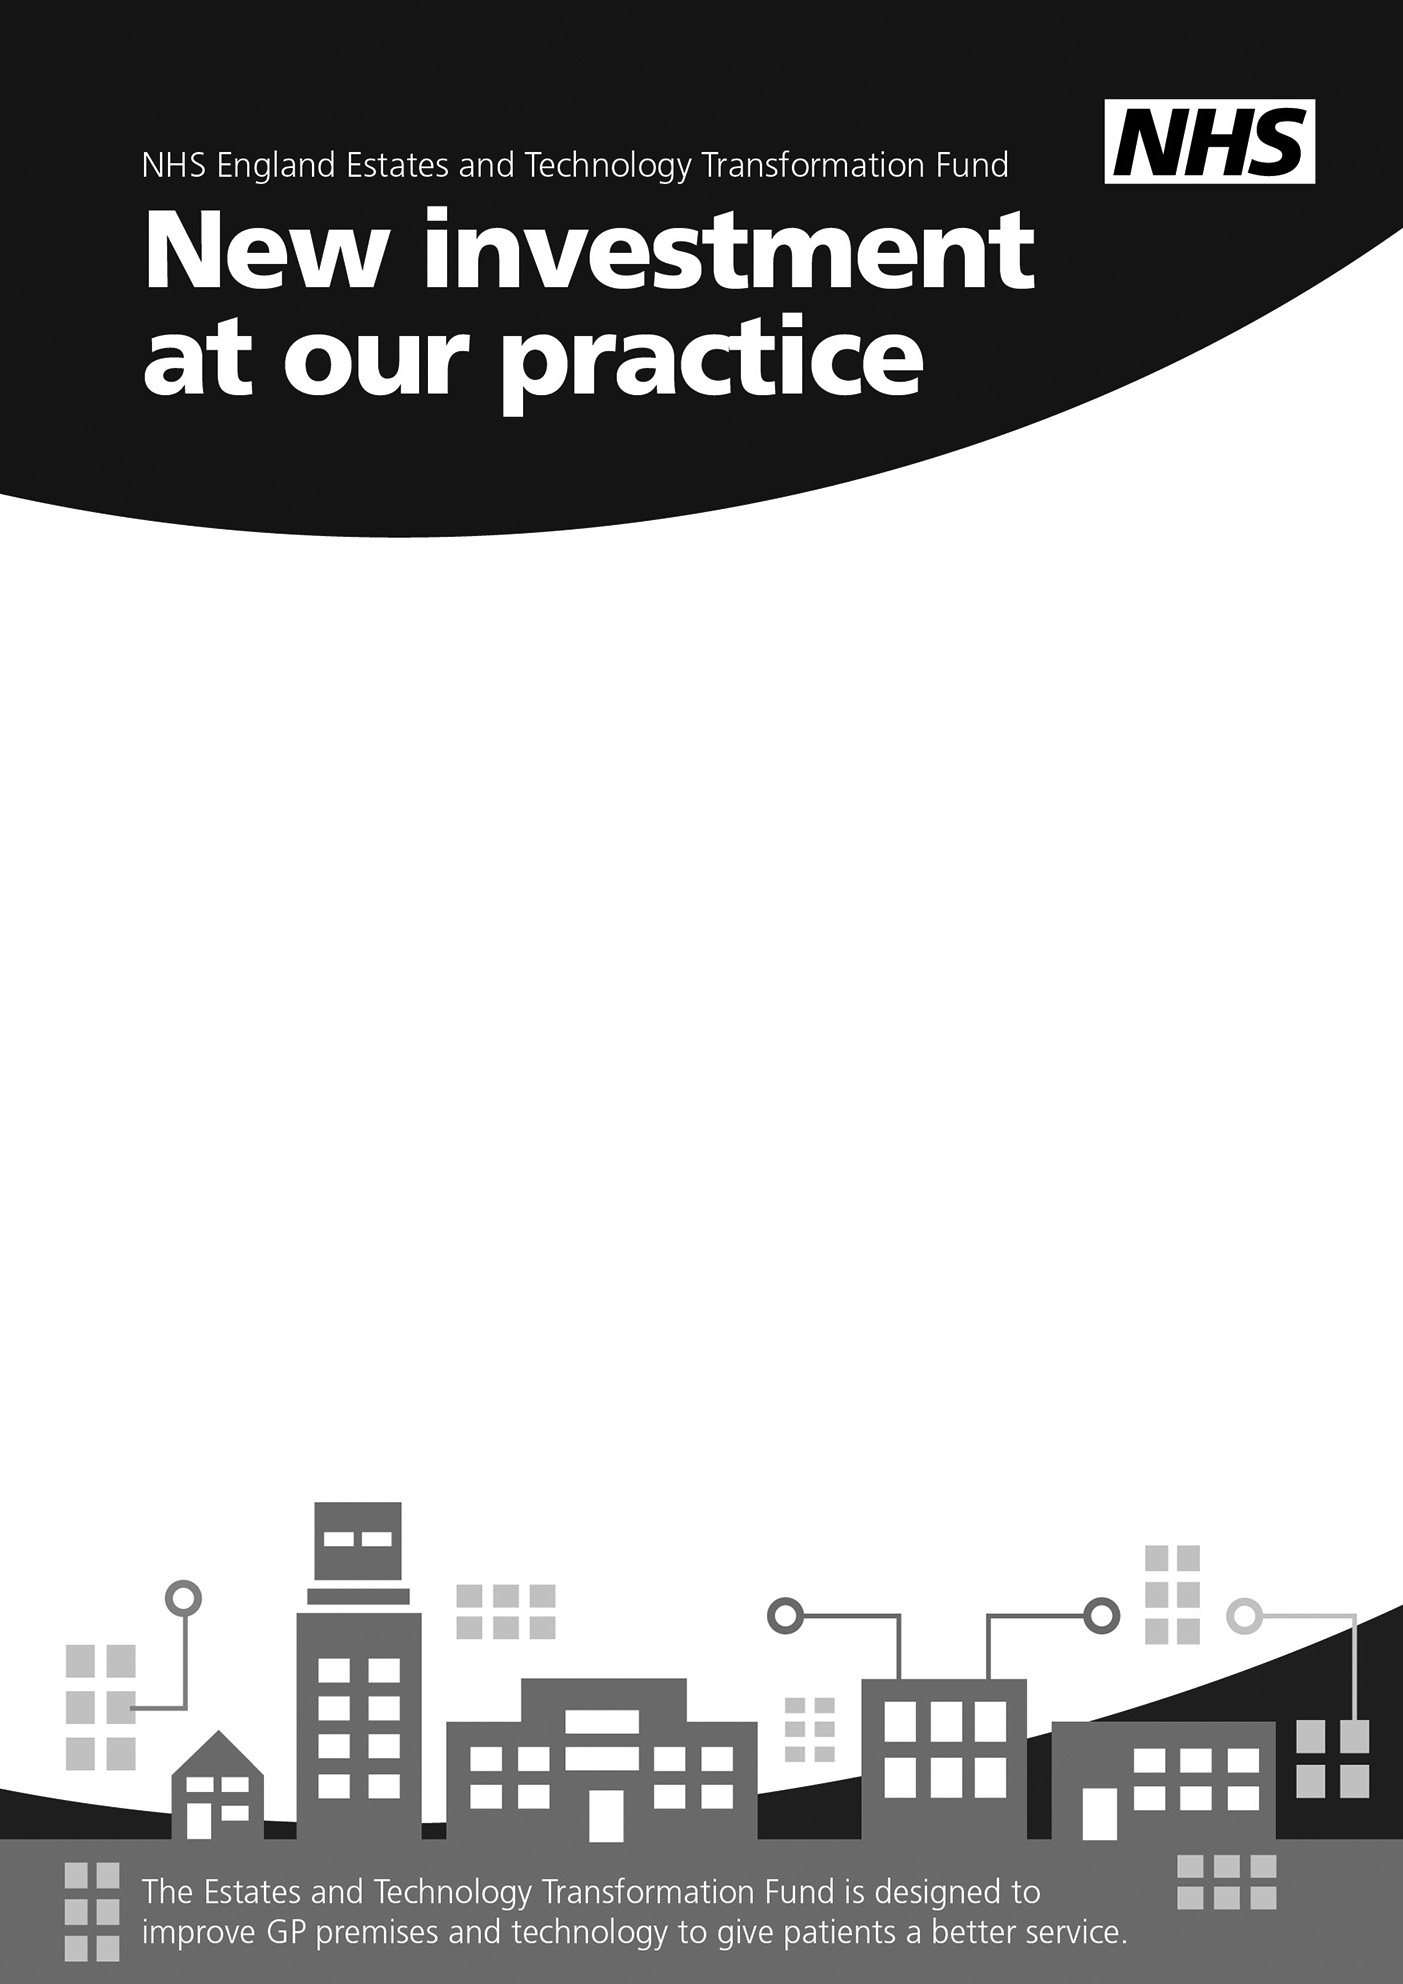 NHS
NHS England Estates and Technology Transformation Fund
New investment
at our practice
The Estates and Technology Transformation Fund is designed to
improve GP premises and technology to give patients a better service.